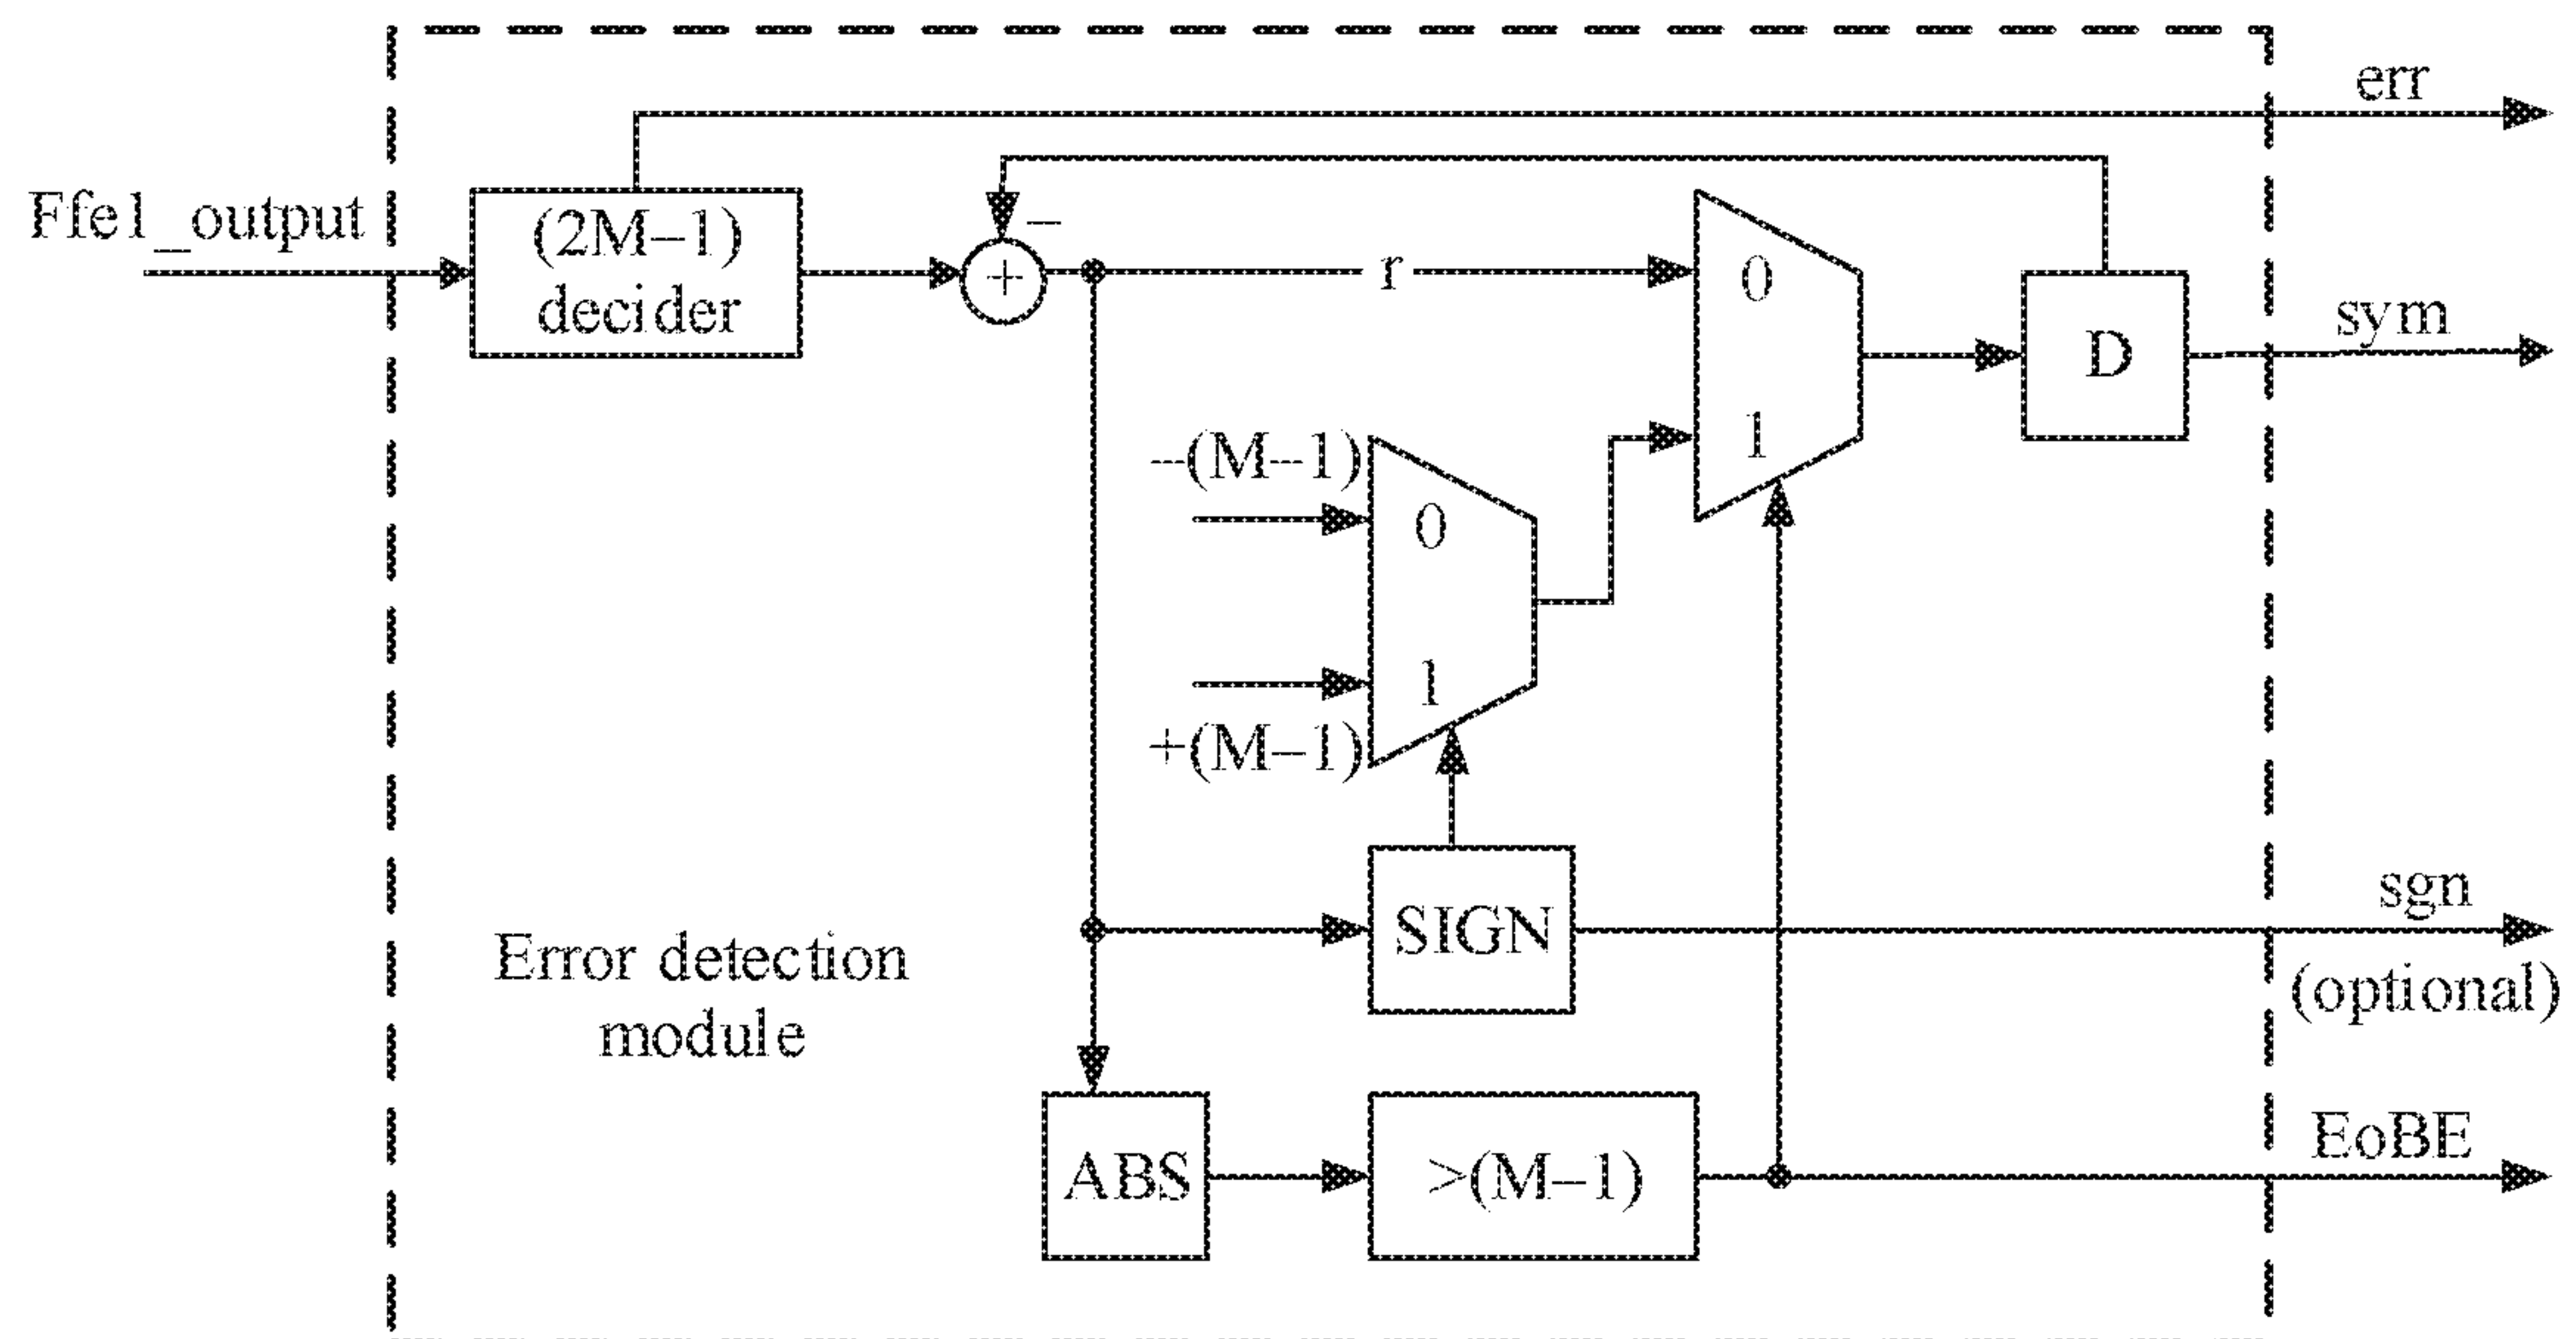 err
Ffe1_output
(2M–1)
decider
–
+
r
0
1
D
sym
–(M–1)
0
1
+(M–1)
SIGN
sgn
(optional)
Error detection
module
ABS
>(M–1)
EoBE